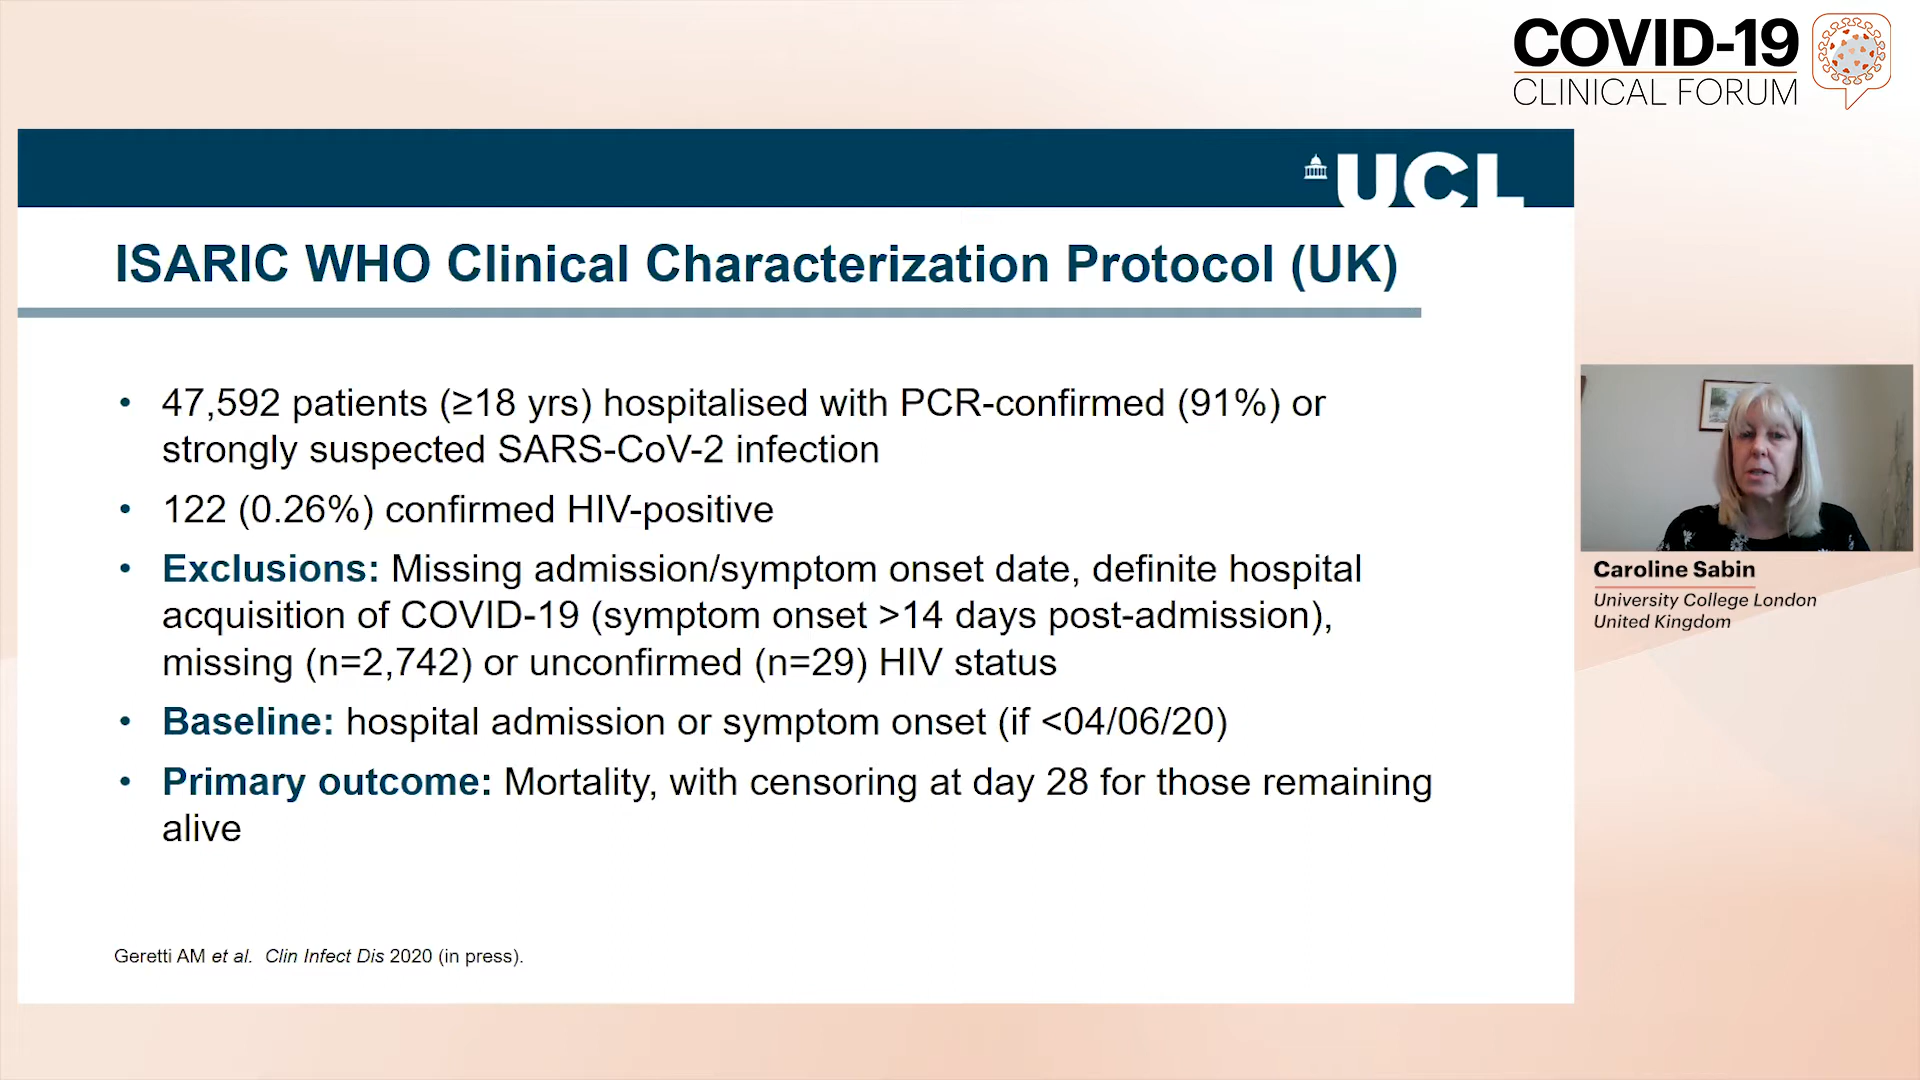 COVID-19
CLINICAL FORUM
UCL
ISARIC WHO Clinical Characterization Protocol (UK)
• 47,592 patients (≥18 yrs) hospitalised with PCR-confirmed (91%) or
strongly suspected SARS-CoV-2 infection
• 122 (0.26%) confirmed HIV-positive
• Exclusions: Missing admission/symptom onset date, definite hospital
acquisition of COVID-19 (symptom onset >14 days post-admission),
missing (n=2,742) or unconfirmed (n=29) HIV status
• Baseline: hospital admission or symptom onset (if <04/06/20)
• Primary outcome: Mortality, with censoring at day 28 for those remaining
alive
Geretti AM et al. Clin Infect Dis 2020 (in press).
Caroline Sabin
University College London
United Kingdom